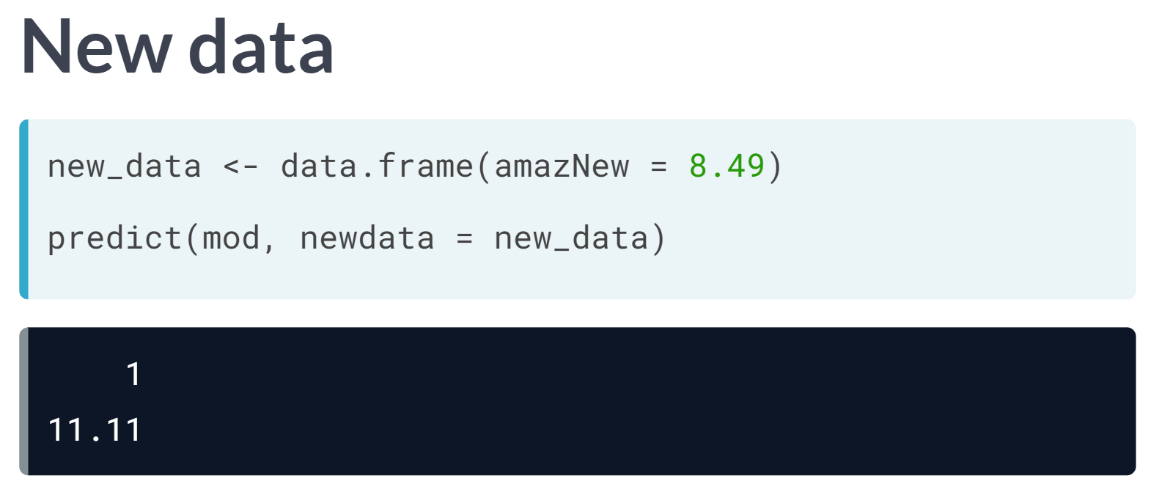 New data
new_data <- data.frame(amazNew = 8.49)
predict(mod, newdata = new_data)
1
11.11